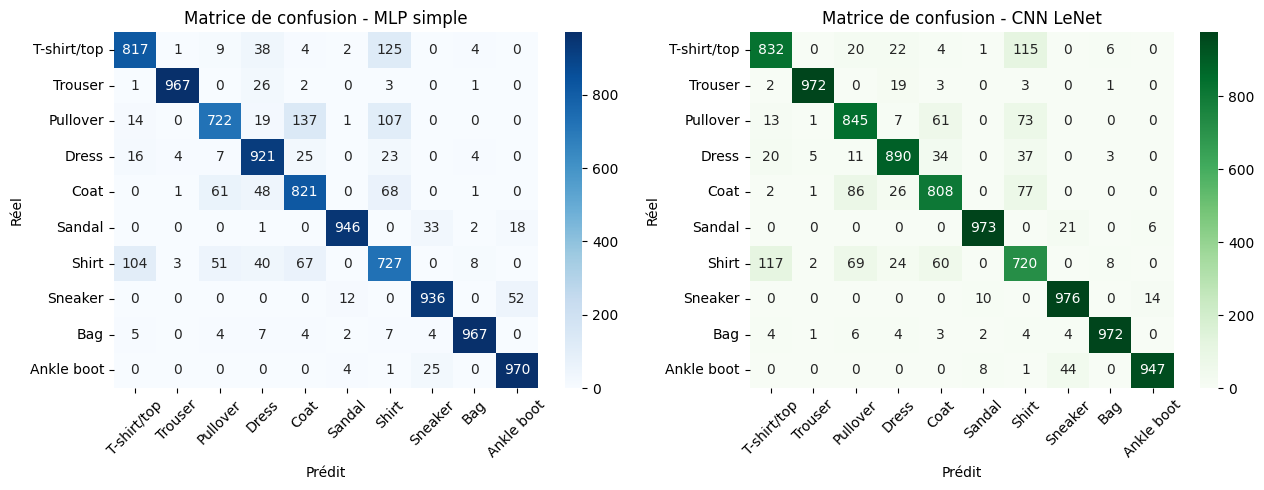 Matrice de confusion - MLP simple
T-shirt/top 817 1 9 38 4 2 125 0 4 0
Trouser 1 967 0 26 2 0 3 0 1 0
Pullover 14 0 722 19 137 1 107 0 0 0
Dress 16 4 7 921 25 0 23 0 4 0
Coat 0 1 61 48 821 0 68 0 1 0
Sandal 0 0 0 1 0 946 0 33 2 18
Shirt 104 3 51 40 67 0 727 0 8 0
Sneaker 0 0 0 0 0 12 0 936 0 52
Bag 5 0 4 7 4 2 7 4 967 0
Ankle boot 0 0 0 0 0 4 1 25 0 970
T-shirt/top Trouser Pullover Dress Coat Sandal Shirt Sneaker Bag Ankle boot
Réel
Prédit
800
600
400
200
0
Matrice de confusion - CNN LeNet
T-shirt/top 832 0 20 22 4 1 115 0 6 0
Trouser 2 972 0 19 3 0 3 0 1 0
Pullover 13 1 845 7 61 0 73 0 0 0
Dress 20 5 11 890 34 0 37 0 3 0
Coat 2 1 86 26 808 0 77 0 0 0
Sandal 0 0 0 0 0 973 0 21 0 6
Shirt 117 2 69 24 60 0 720 0 8 0
Sneaker 0 0 0 0 0 10 0 976 0 14
Bag 4 1 6 4 3 2 4 4 972 0
Ankle boot 0 0 0 0 0 8 1 44 0 947
T-shirt/top Trouser Pullover Dress Coat Sandal Shirt Sneaker Bag Ankle boot
Réel
Prédit
800
600
400
200
0